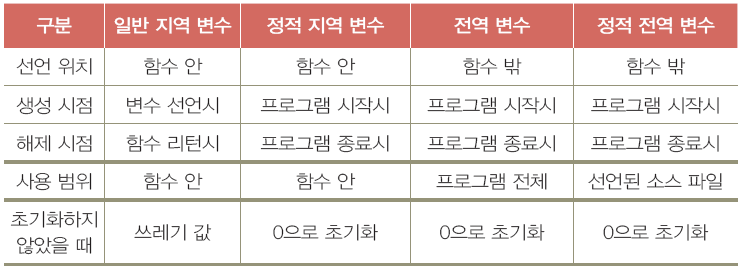 구분 일반 지역 변수 정적 지역 변수 전역 변수 정적 전역 변수
선언 위치 함수 안 함수 안 함수 밖 함수 밖
생성 시점 변수 선언시 프로그램 시작시 프로그램 시작시 프로그램 시작시
해제 시점 함수 리턴시 프로그램 종료시 프로그램 종료시 프로그램 종료시
사용 범위 함수 안 함수 안 프로그램 전체 선언된 소스 파일
초기화하지
않았을 때 쓰레기 값 0으로 초기화 0으로 초기화 0으로 초기화